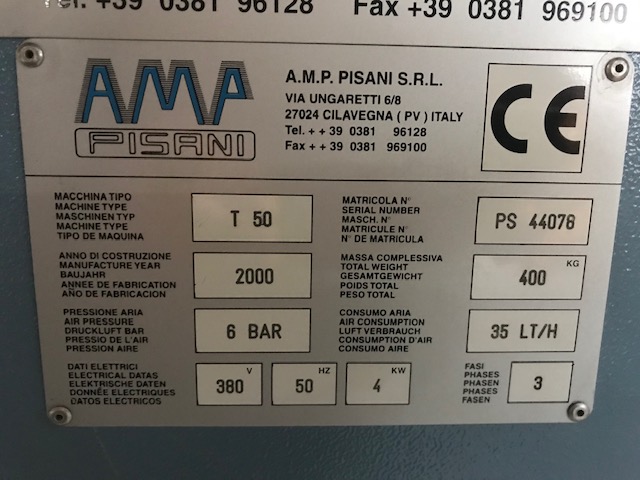 Tel. +39 0381 96128 Fax +39 0381 969100
AMA
PISANI
A.M.P. PISANI S.R.L.
VIA UNGARETTI 6/8
27024 CILAVEGNA ( PV ) ITALY
Tel. + + 39 0381 96128
Fax + + 39 0381 969100
CE
MACCHINA TIPO
MACHINE TYPE
MASCHINEN TYP
MACHINE TYPE
TIPO DE MAQUINA
T 50
MATRICOLA N°
SERIAL NUMBER
MASCH. N°
MATRICULE N°
N° DE MATRICULA
PS 44076
ANNO DI COSTRUZIONE
MANUFACTURE YEAR
BAUJAHR
ANNEE DE FABRICATION
AÑO DE FABRICACION
2000
MASSA COMPLESSIVA
TOTAL WEIGHT
GESAMTGEWICHT
POIDS TOTAL
PESO TOTAL
KG
400
PRESSIONE ARIA
AIR PRESSURE
DRUCKLUFT BAR
PRESSIO DE L'AIR
PRESSION AIRE
6 BAR
CONSUMO ARIA
AIR CONSUMPTION
LUFT VERBRAUCH
CONSUMPTION D'AIR
CONSUMO AIRE
35 LT/H
DATI ELETTRICI
ELECTRICAL DATAS
ELEKTRISCHE DATEN
DONNÉE ELECTRIQUES
DATOS ELECTRICOS
V
380
HZ
50
KW
4
FASI
PHASES
PHASEN
PHASES
FASEN
3